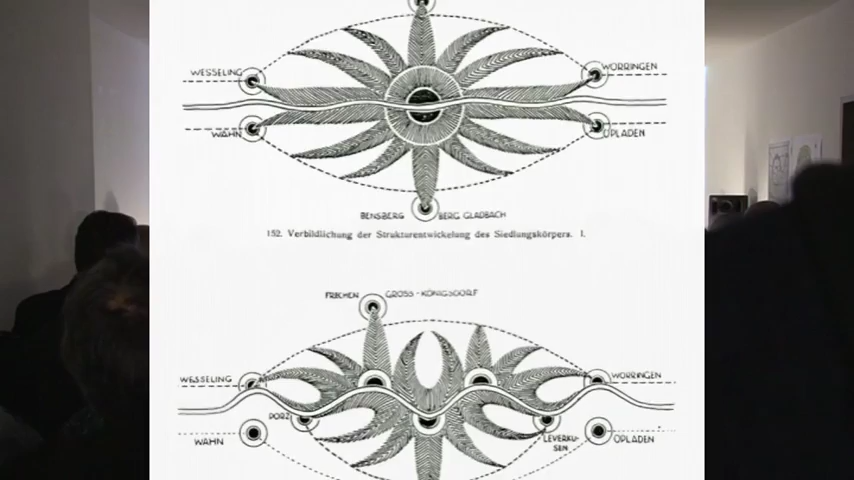 WESSELING
WORRINGEN
WAHN
OPLADEN
BENSBERG BERG GLADBACH
152. Verbildlichung der Strukturentwickelung des Siedlungskörpers. I.
FRECHEN GROSS-KÖNIGSDORF
WESSELING
WORRINGEN
PORZ
WAHN
LEVERKU-
SEN
OPLADEN